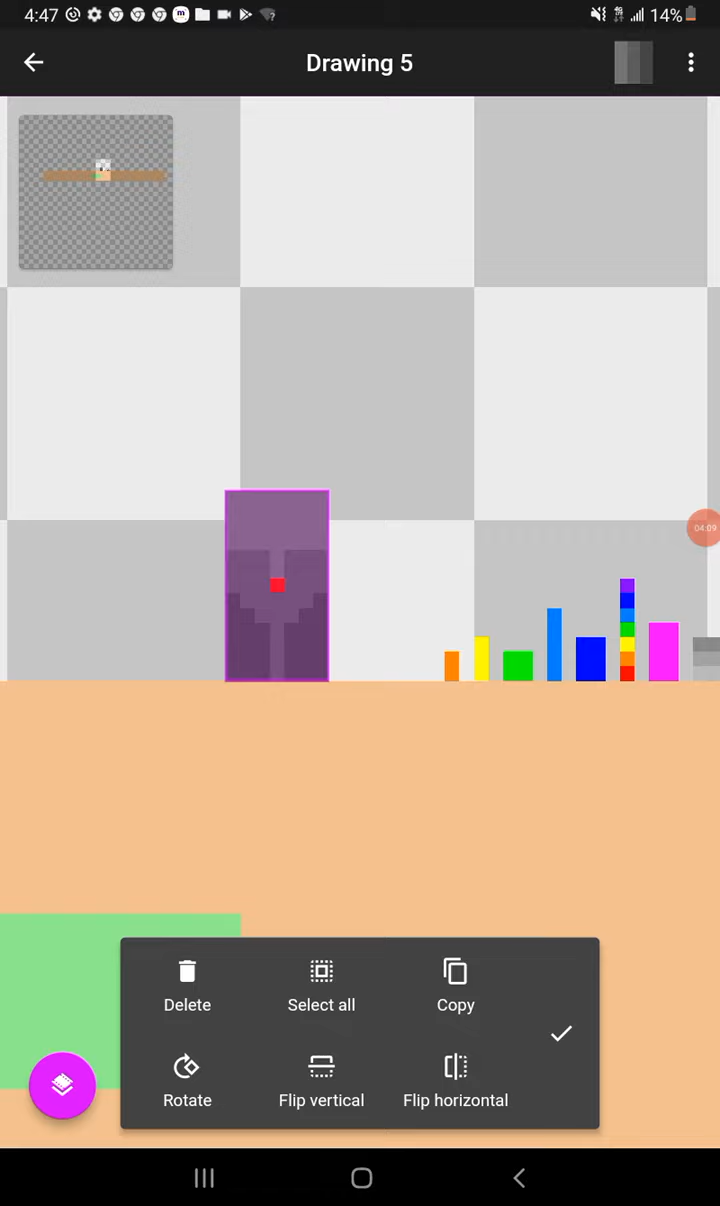 4:47
14%
Drawing 5
04:09
Delete
Select all
Copy
Rotate
Flip vertical
Flip horizontal